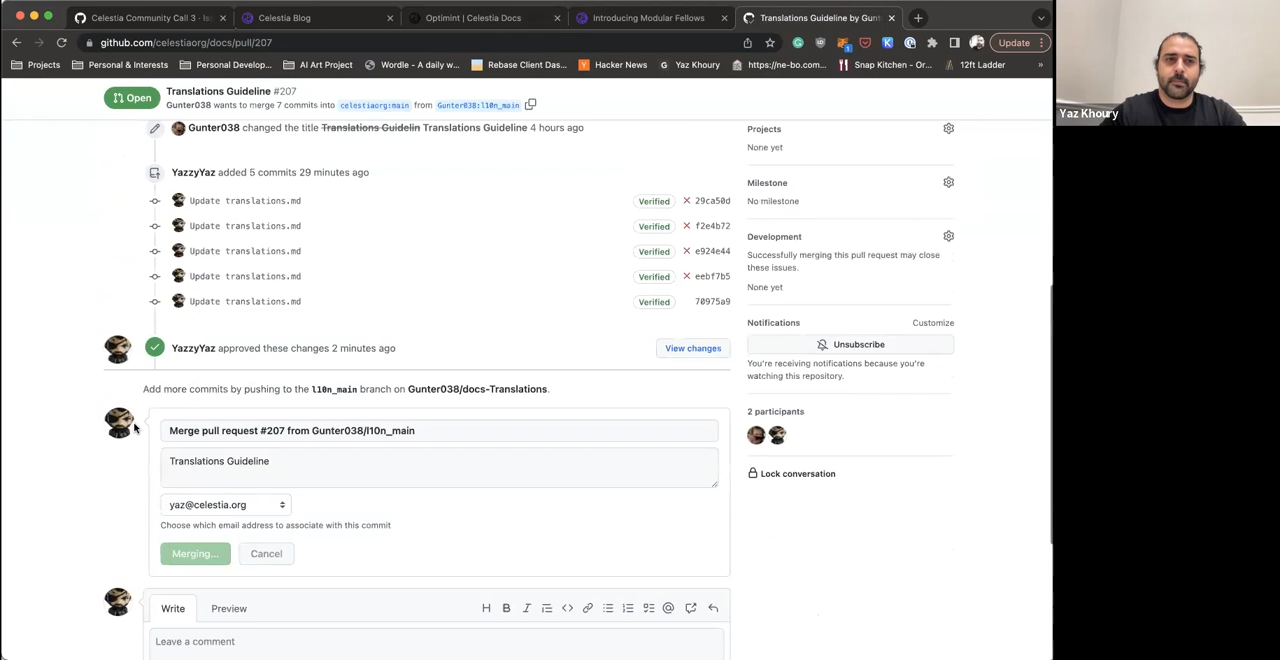 Celestia Community Call 3 · Iss
Celestia Blog
Optimint | Celestia Docs
Introducing Modular Fellows
Translations Guideline by Gunt
github.com/celestiaorg/docs/pull/207
Update
Projects
Personal & Interests
Personal Develop...
AI Art Project
Wordle - A daily w...
Rebase Client Das...
Hacker News
Yaz Khoury
https://ne-bo.com...
Snap Kitchen - Or...
12ft Ladder
»
Open
Translations Guideline #207
Gunter038 wants to merge 7 commits into celestiaorg:main from Gunter038:l10n_main
Gunter038 changed the title Translations Guidelin Translations Guideline 4 hours ago
YazzyYaz added 5 commits 29 minutes ago
Update translations.md Verified 29ca50d
Update translations.md Verified f2e4b72
Update translations.md Verified e924e44
Update translations.md Verified eebf7b5
Update translations.md Verified 70975a9
YazzyYaz approved these changes 2 minutes ago
View changes
Add more commits by pushing to the l10n_main branch on Gunter038/docs-Translations.
Merge pull request #207 from Gunter038/l10n_main
Translations Guideline
yaz@celestia.org
Choose which email address to associate with this commit
Merging...
Cancel
Write
Preview
Leave a comment
Projects
None yet
Milestone
No milestone
Development
Successfully merging this pull request may close
these issues.
None yet
Notifications
Customize
Unsubscribe
You're receiving notifications because you're
watching this repository.
2 participants
Lock conversation
Yaz Khoury